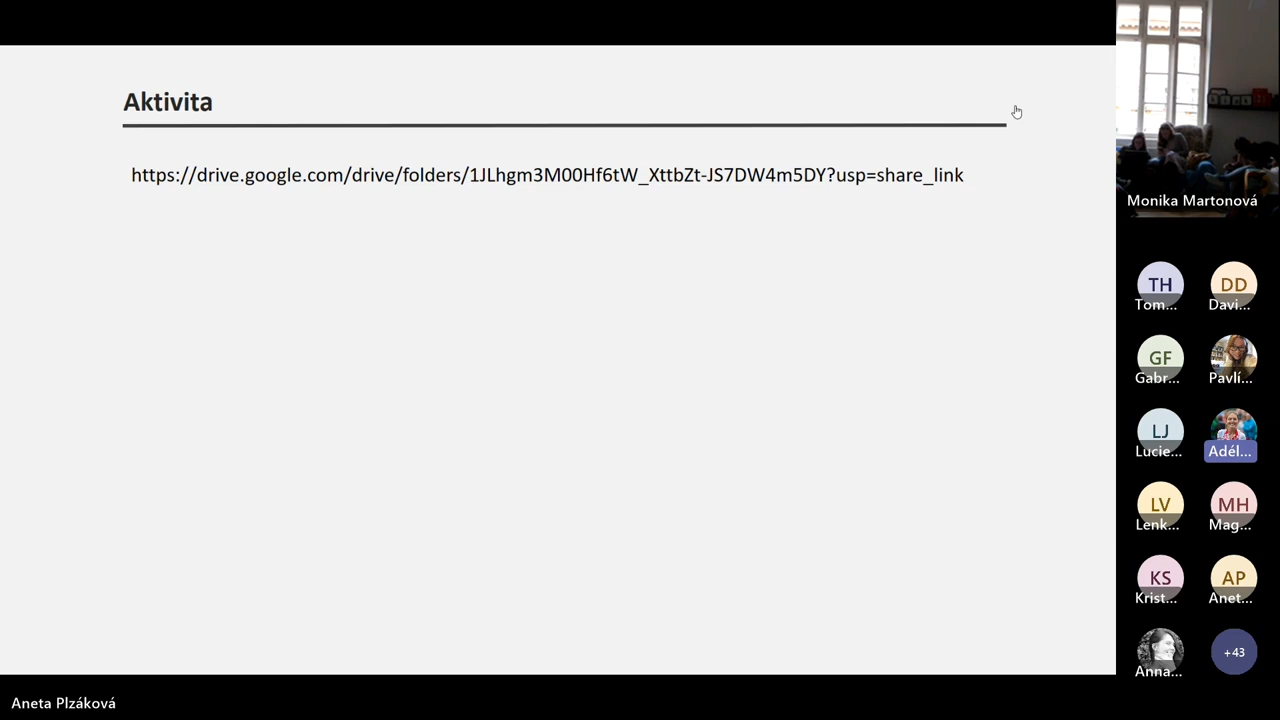 Aktivita
https://drive.google.com/drive/folders/1JLhgm3M00Hf6tW_XttbZt-JS7DW4m5DY?usp=share_link
Monika Martonová
TH DD
Tom... Davi...
GF
Gabr... Pavlí...
LJ
Lucie... Adél...
LV MH
Lenk... Mag...
KS AP
Krist... Anet...
+43
Anna...
Aneta Plzáková